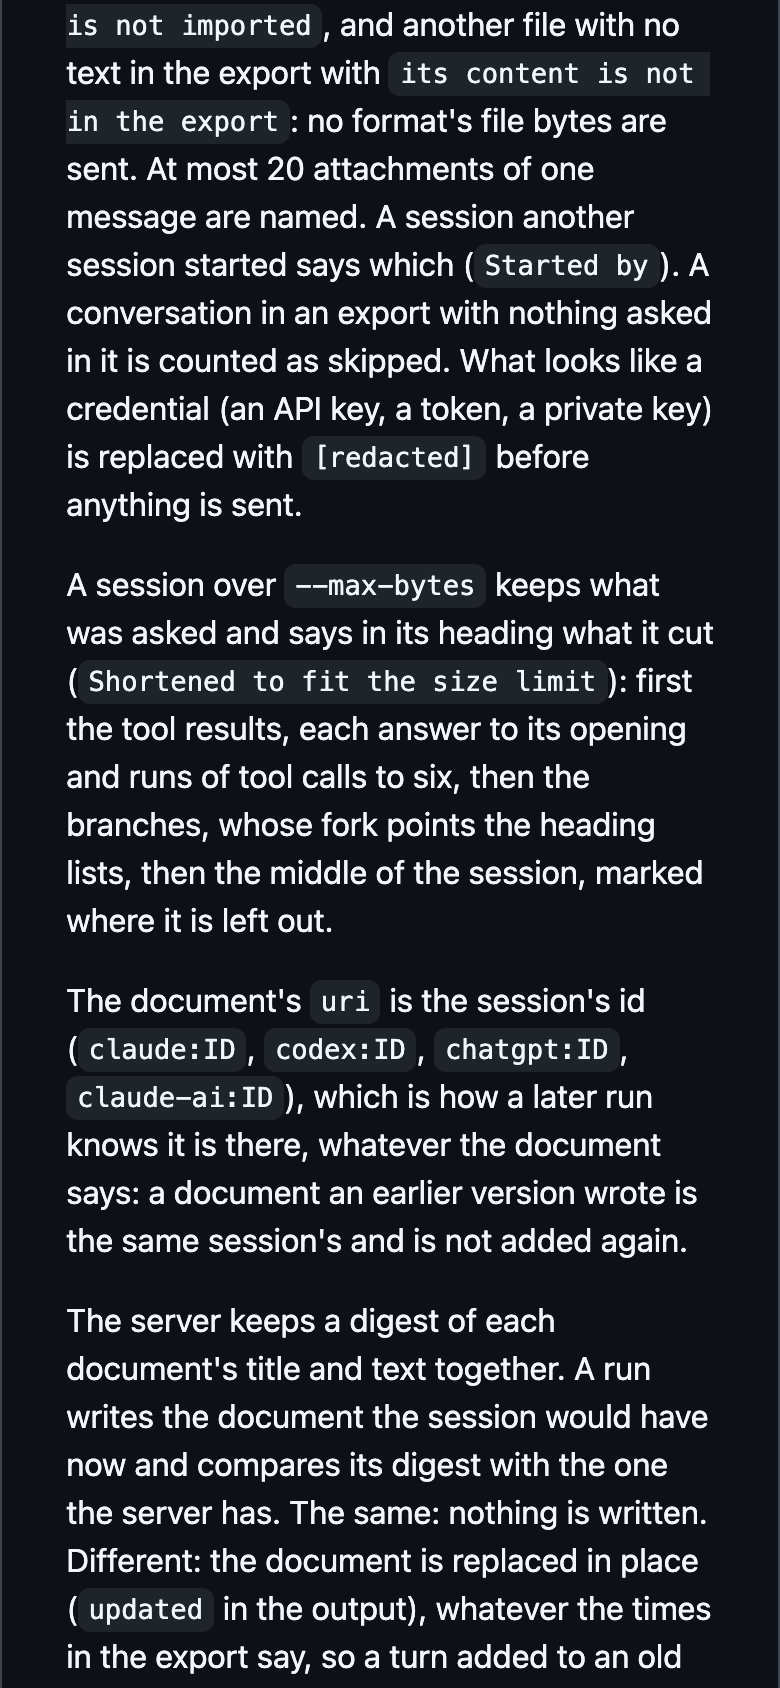 is not imported, and another file with no
text in the export with its content is not
in the export: no format's file bytes are
sent. At most 20 attachments of one
message are named. A session another
session started says which (Started by). A
conversation in an export with nothing asked
in it is counted as skipped. What looks like a
credential (an API key, a token, a private key)
is replaced with [redacted] before
anything is sent.
A session over --max-bytes keeps what
was asked and says in its heading what it cut
(Shortened to fit the size limit): first
the tool results, each answer to its opening
and runs of tool calls to six, then the
branches, whose fork points the heading
lists, then the middle of the session, marked
where it is left out.
The document's uri is the session's id
(claude:ID, codex:ID, chatgpt:ID,
claude-ai:ID), which is how a later run
knows it is there, whatever the document
says: a document an earlier version wrote is
the same session's and is not added again.
The server keeps a digest of each
document's title and text together. A run
writes the document the session would have
now and compares its digest with the one
the server has. The same: nothing is written.
Different: the document is replaced in place
(updated in the output), whatever the times
in the export say, so a turn added to an old